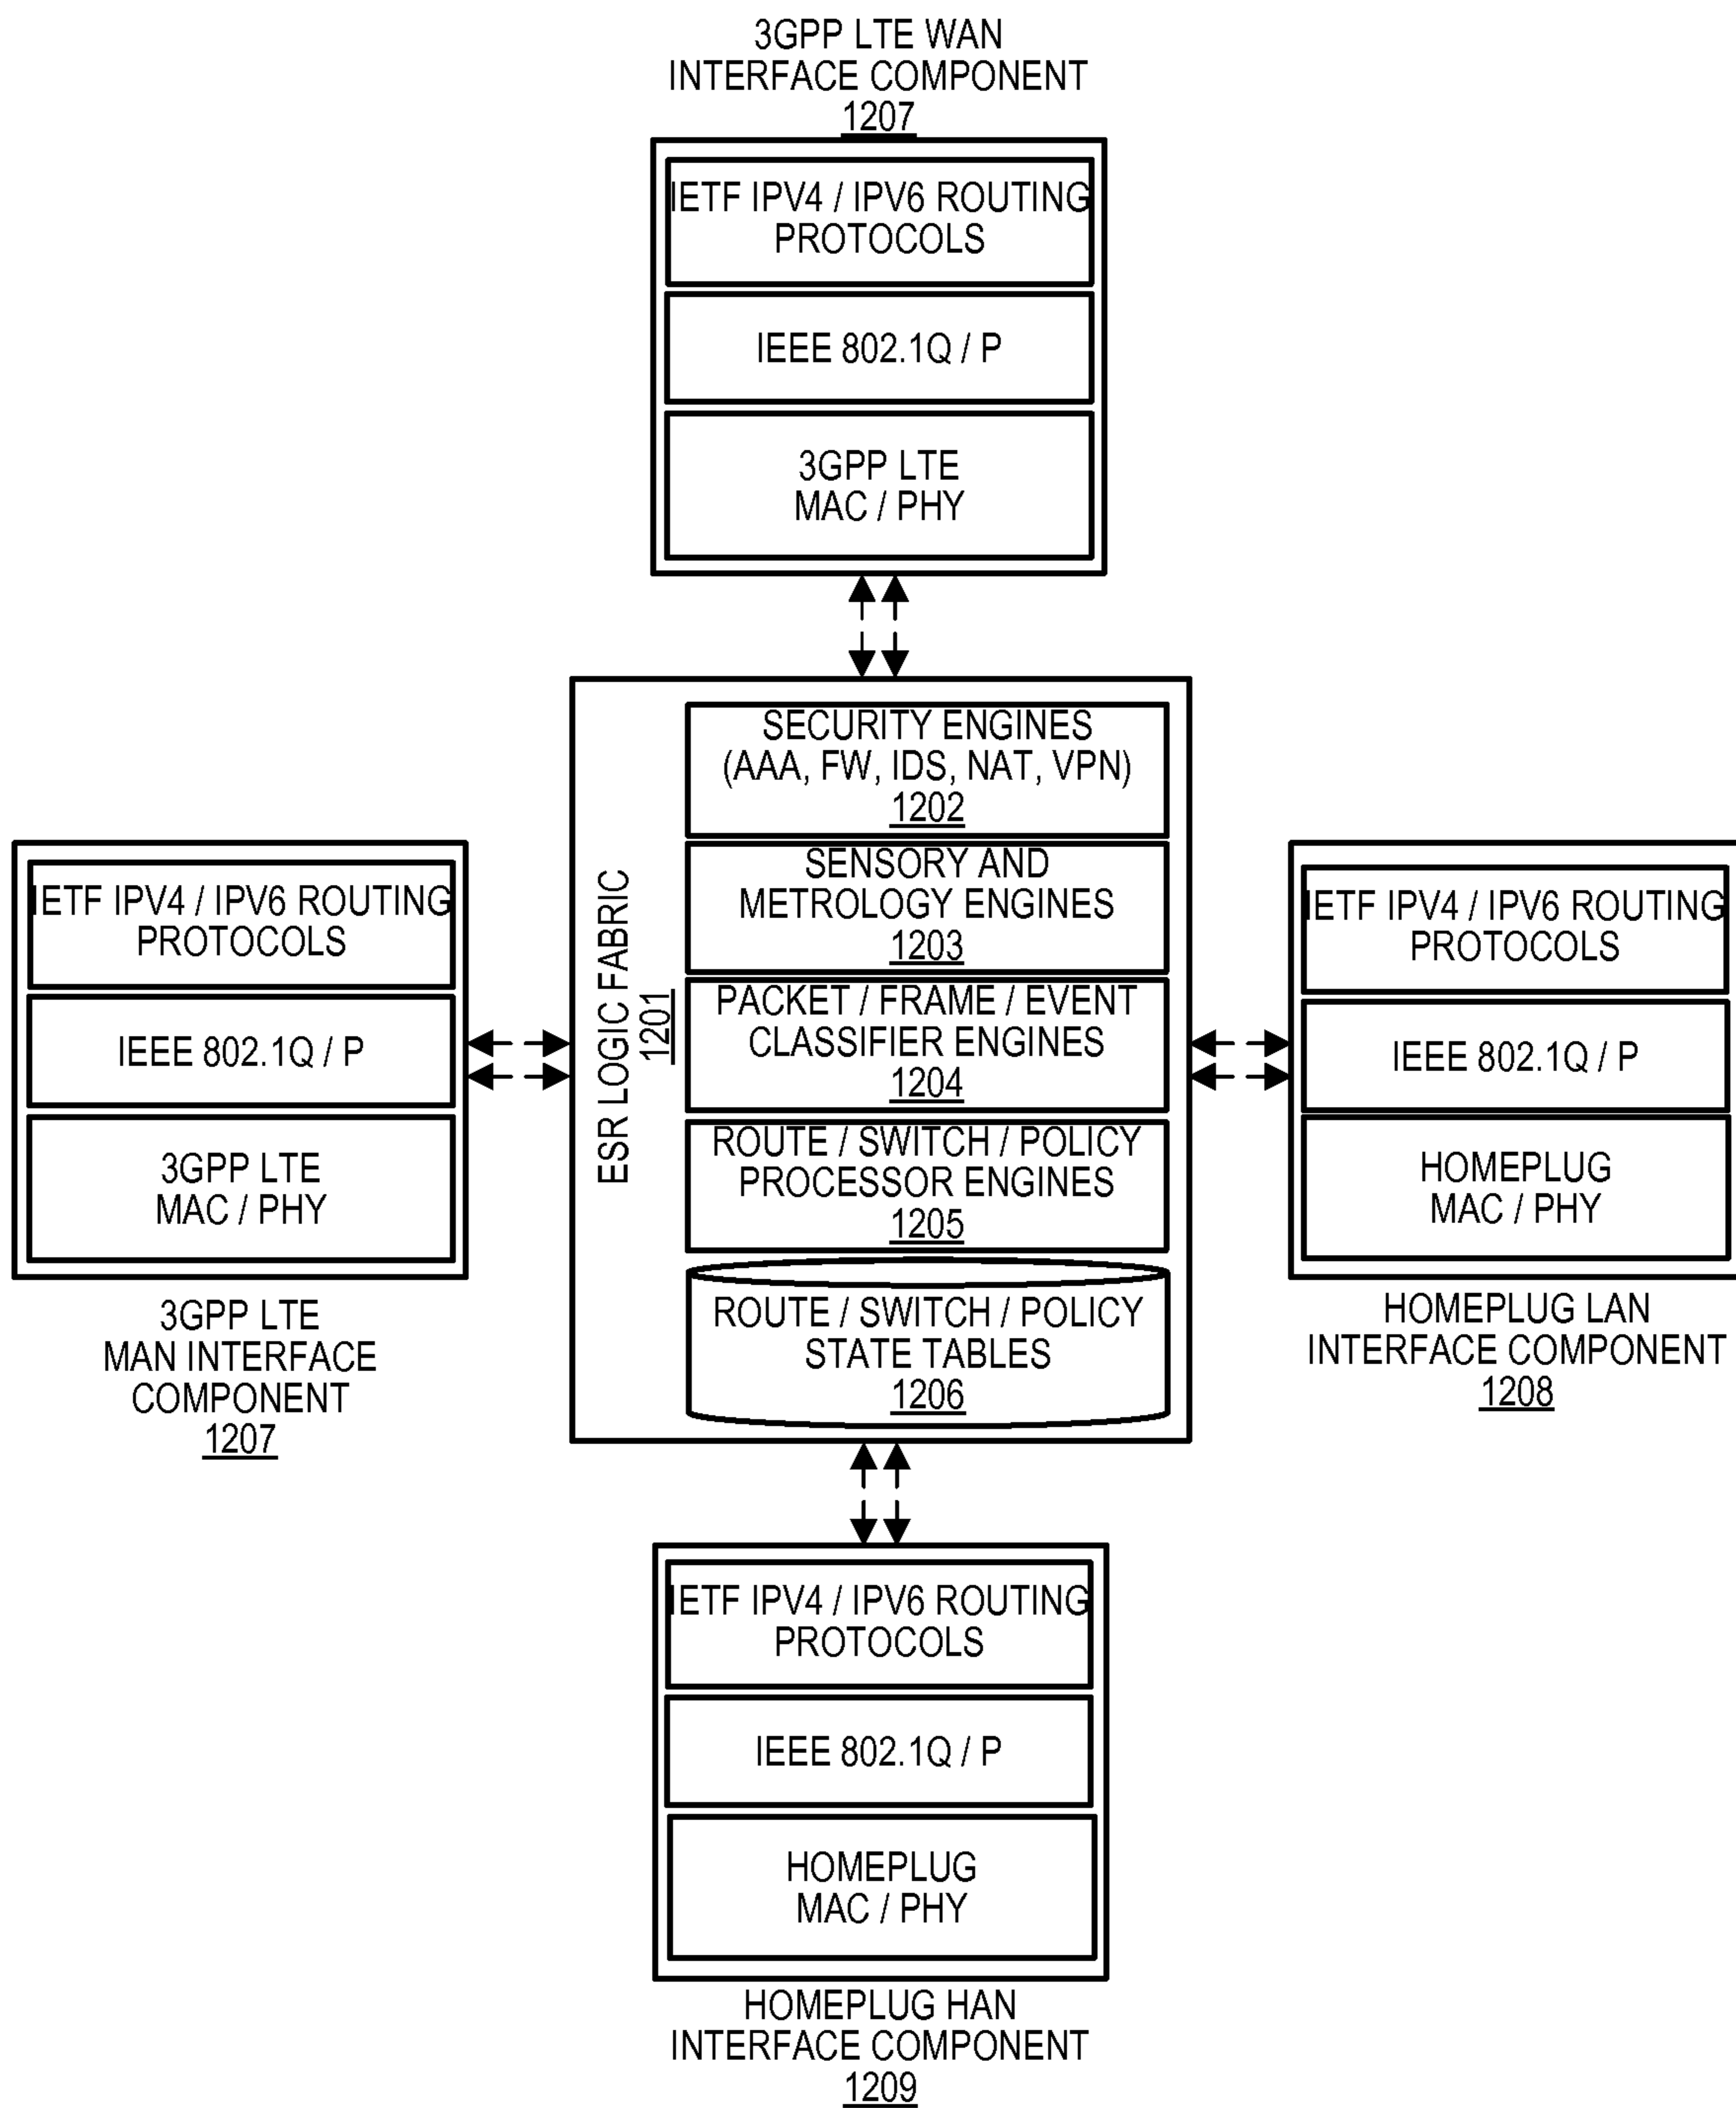 3GPP LTE WAN
INTERFACE COMPONENT
1207
IETF IPV4 / IPV6 ROUTING
PROTOCOLS
IEEE 802.1Q / P
3GPP LTE
MAC / PHY
IETF IPV4 / IPV6 ROUTING
PROTOCOLS
IEEE 802.1Q / P
3GPP LTE
MAC / PHY
3GPP LTE
MAN INTERFACE
COMPONENT
1207
ESR LOGIC FABRIC
1201
SECURITY ENGINES
(AAA, FW, IDS, NAT, VPN)
1202
SENSORY AND
METROLOGY ENGINES
1203
PACKET / FRAME / EVENT
CLASSIFIER ENGINES
1204
ROUTE / SWITCH / POLICY
PROCESSOR ENGINES
1205
ROUTE / SWITCH / POLICY
STATE TABLES
1206
IETF IPV4 / IPV6 ROUTING
PROTOCOLS
IEEE 802.1Q / P
HOMEPLUG
MAC / PHY
HOMEPLUG LAN
INTERFACE COMPONENT
1208
IETF IPV4 / IPV6 ROUTING
PROTOCOLS
IEEE 802.1Q / P
HOMEPLUG
MAC / PHY
HOMEPLUG HAN
INTERFACE COMPONENT
1209